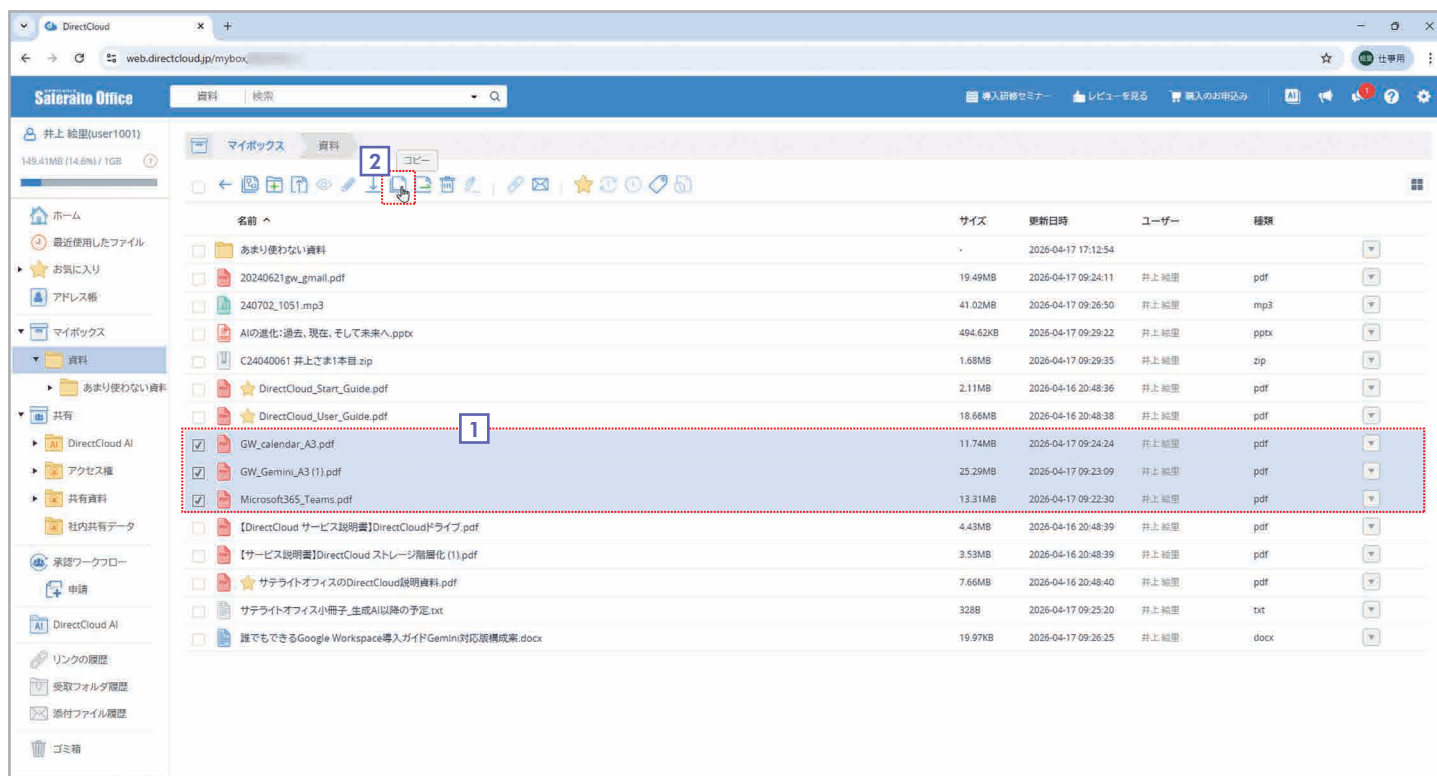 DirectCloud
web.directcloud.jp/mybox
仕事用
Sateraito Office
資料 検索
導入研修セミナー レビューを見る 購入のお申込み AI 1
井上 絵里(user1001)
149.41MB (14.6%) / 1GB
マイボックス 資料
2 コピー
ホーム
最近使用したファイル
お気に入り
アドレス帳
マイボックス
資料
あまり使わない資料
共有
DirectCloud AI
アクセス権
共有資料
社内共有データ
承認ワークフロー
申請
DirectCloud AI
リンクの履歴
受取フォルダ履歴
添付ファイル履歴
ゴミ箱
名前 サイズ 更新日時 ユーザー 種類
あまり使わない資料 - 2026-04-17 17:12:54
20240621gw_gmail.pdf 19.49MB 2026-04-17 09:24:11 井上 絵里 pdf
240702_1051.mp3 41.02MB 2026-04-17 09:26:50 井上 絵里 mp3
AIの進化:過去、現在、そして未来へ.pptx 494.62KB 2026-04-17 09:29:22 井上 絵里 pptx
C24040061 井上さま1本目.zip 1.68MB 2026-04-17 09:29:35 井上 絵里 zip
DirectCloud_Start_Guide.pdf 2.11MB 2026-04-16 20:48:36 井上 絵里 pdf
DirectCloud_User_Guide.pdf 18.66MB 2026-04-16 20:48:38 井上 絵里 pdf
1
GW_calendar_A3.pdf 11.74MB 2026-04-17 09:24:24 井上 絵里 pdf
GW_Gemini_A3 (1).pdf 25.29MB 2026-04-17 09:23:09 井上 絵里 pdf
Microsoft365_Teams.pdf 13.31MB 2026-04-17 09:22:30 井上 絵里 pdf
【DirectCloud サービス説明書】DirectCloudドライブ.pdf 4.43MB 2026-04-16 20:48:39 井上 絵里 pdf
【サービス説明書】DirectCloud ストレージ階層化 (1).pdf 3.53MB 2026-04-16 20:48:39 井上 絵里 pdf
サテライトオフィスのDirectCloud説明資料.pdf 7.66MB 2026-04-16 20:48:40 井上 絵里 pdf
サテライトオフィス小冊子_生成AI以降の予定.txt 328B 2026-04-17 09:25:20 井上 絵里 txt
誰でもできるGoogle Workspace導入ガイドGemini対応版構成案.docx 19.97KB 2026-04-17 09:26:25 井上 絵里 docx